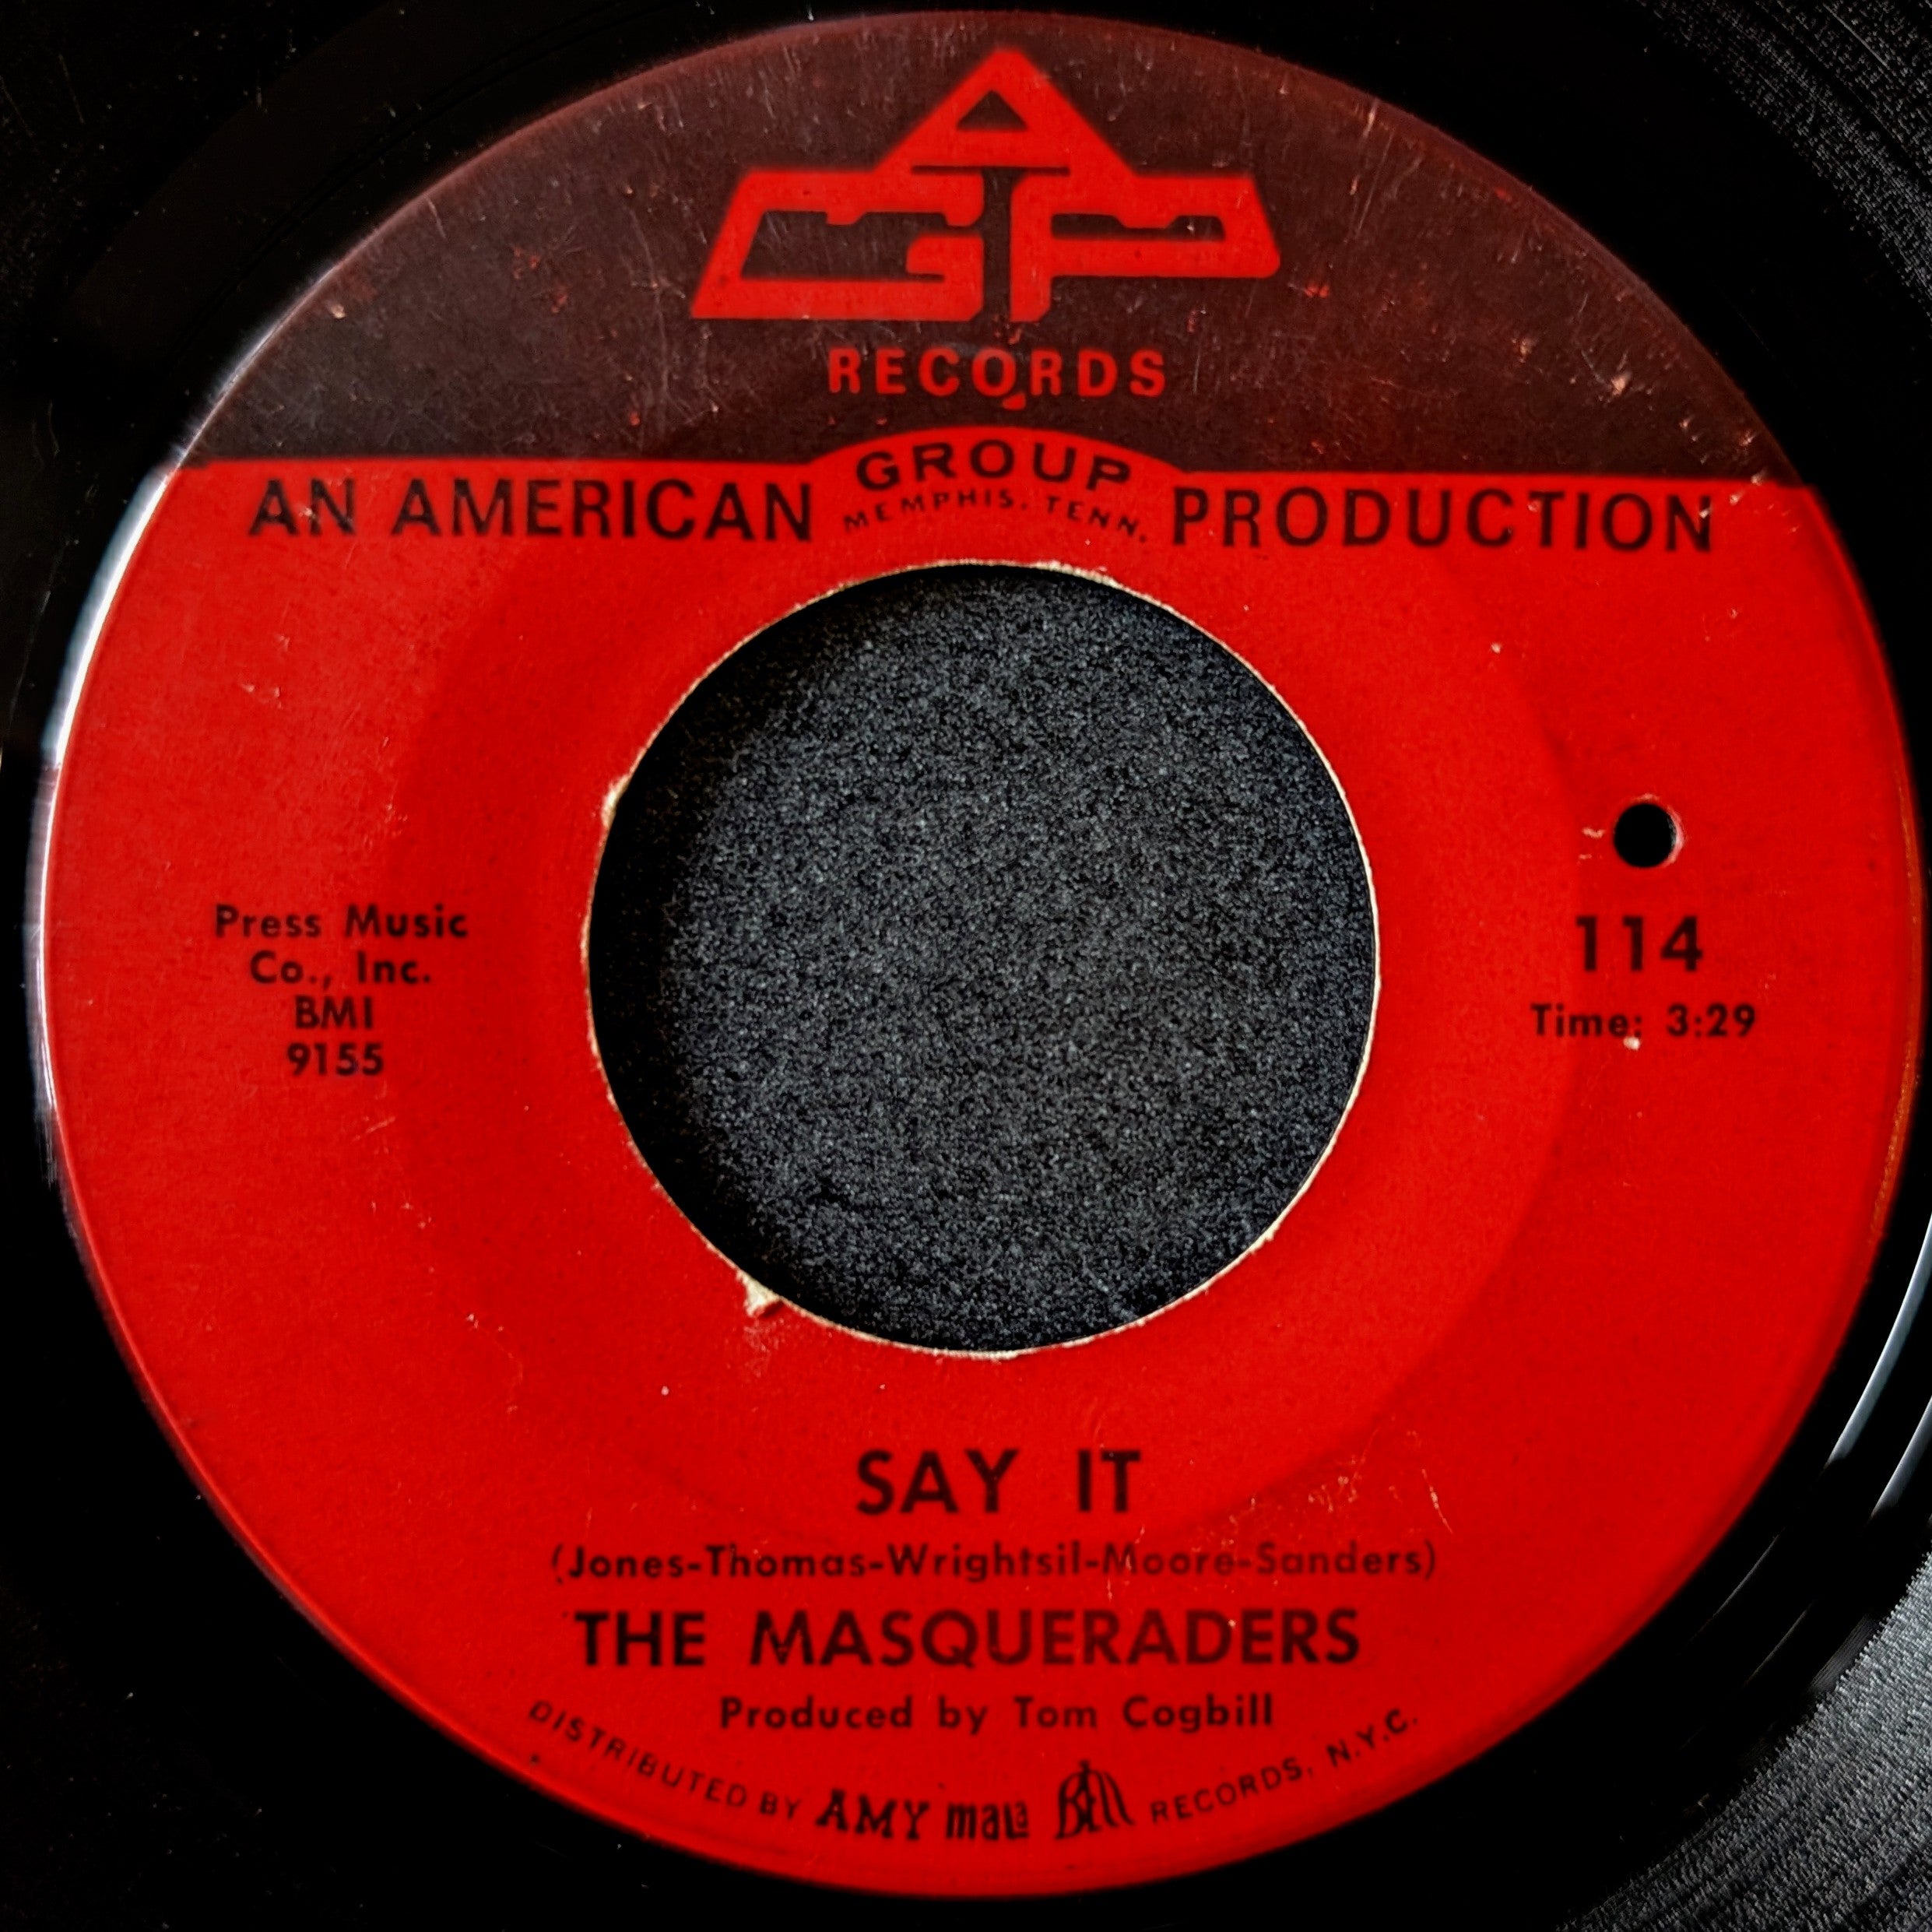 AGP
RECORDS
AN AMERICAN GROUP PRODUCTION
MEMPHIS, TENN.
Press Music
Co., Inc.
BMI
9155
114
Time: 3:29
SAY IT
(Jones-Thomas-Wrightsil-Moore-Sanders)
THE MASQUERADERS
Produced by Tom Cogbill
DISTRIBUTED BY AMY mala Bell RECORDS, N.Y.C.